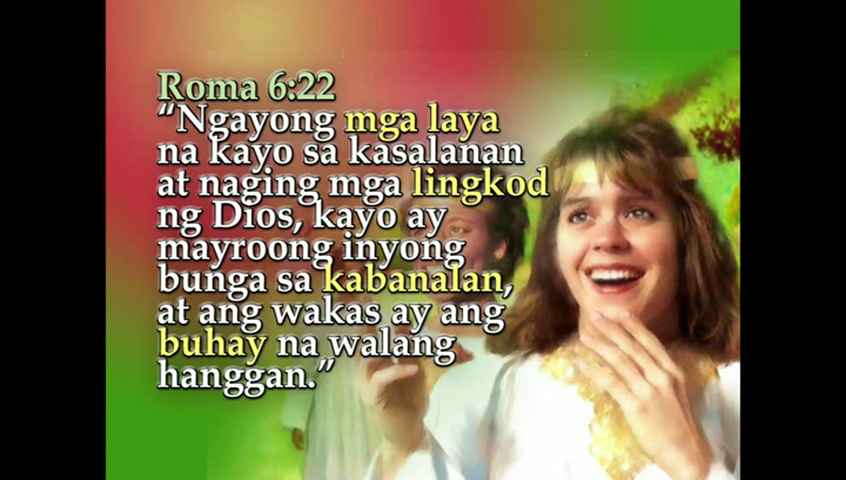 Roma 6:22
“Ngayong mga laya
na kayo sa kasalanan
at naging mga lingkod
ng Dios, kayo ay
mayroong inyong
bunga sa kabanalan,
at ang wakas ay ang
buhay na walang
hanggan.”